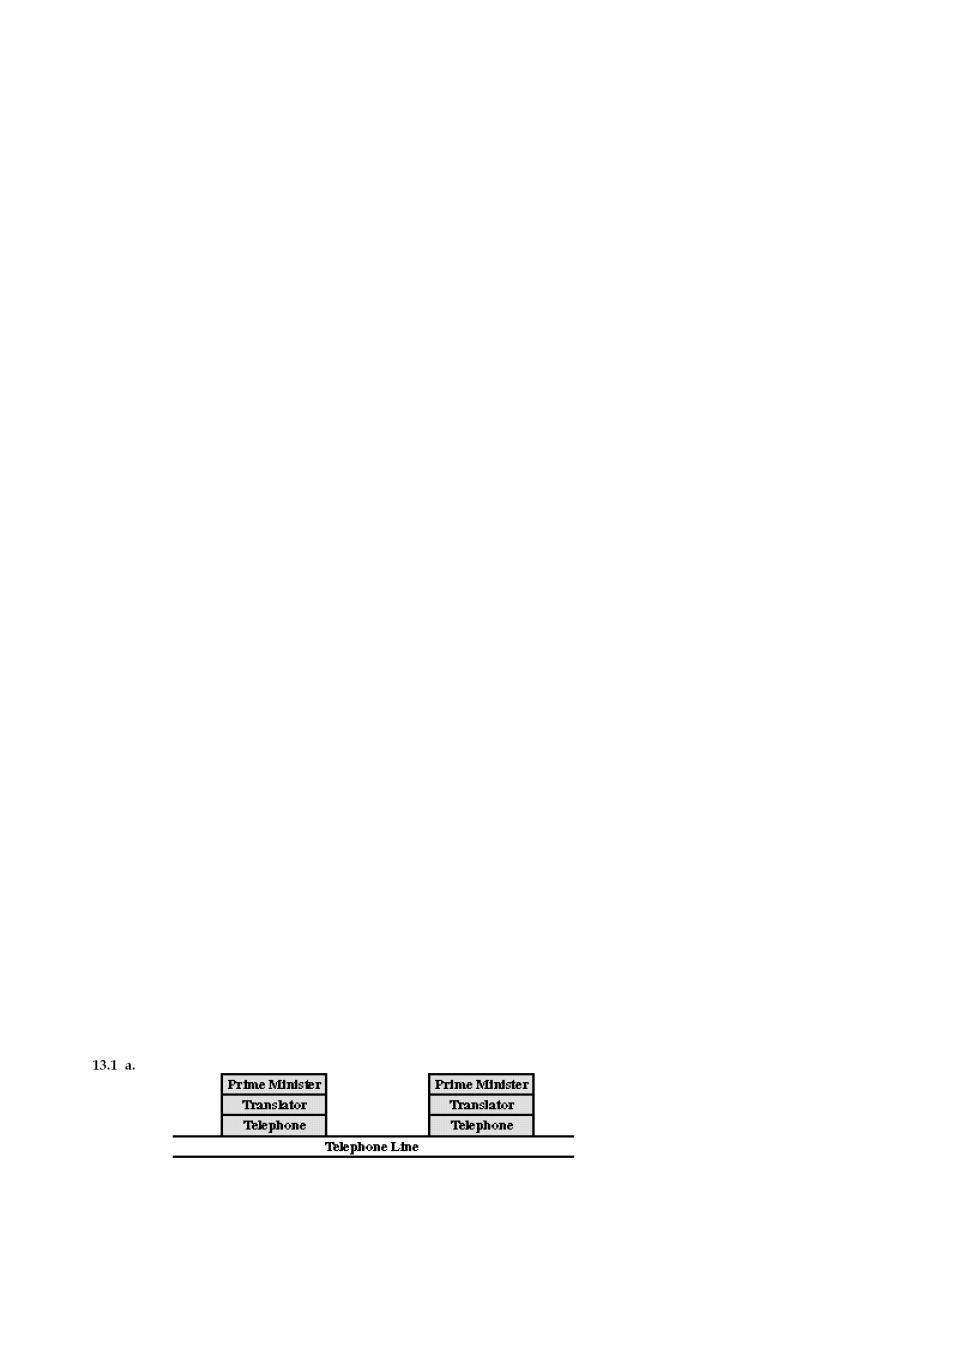 13.1 a.
Prime Minister Prime Minister
Translator Translator
Telephone Telephone
Telephone Line